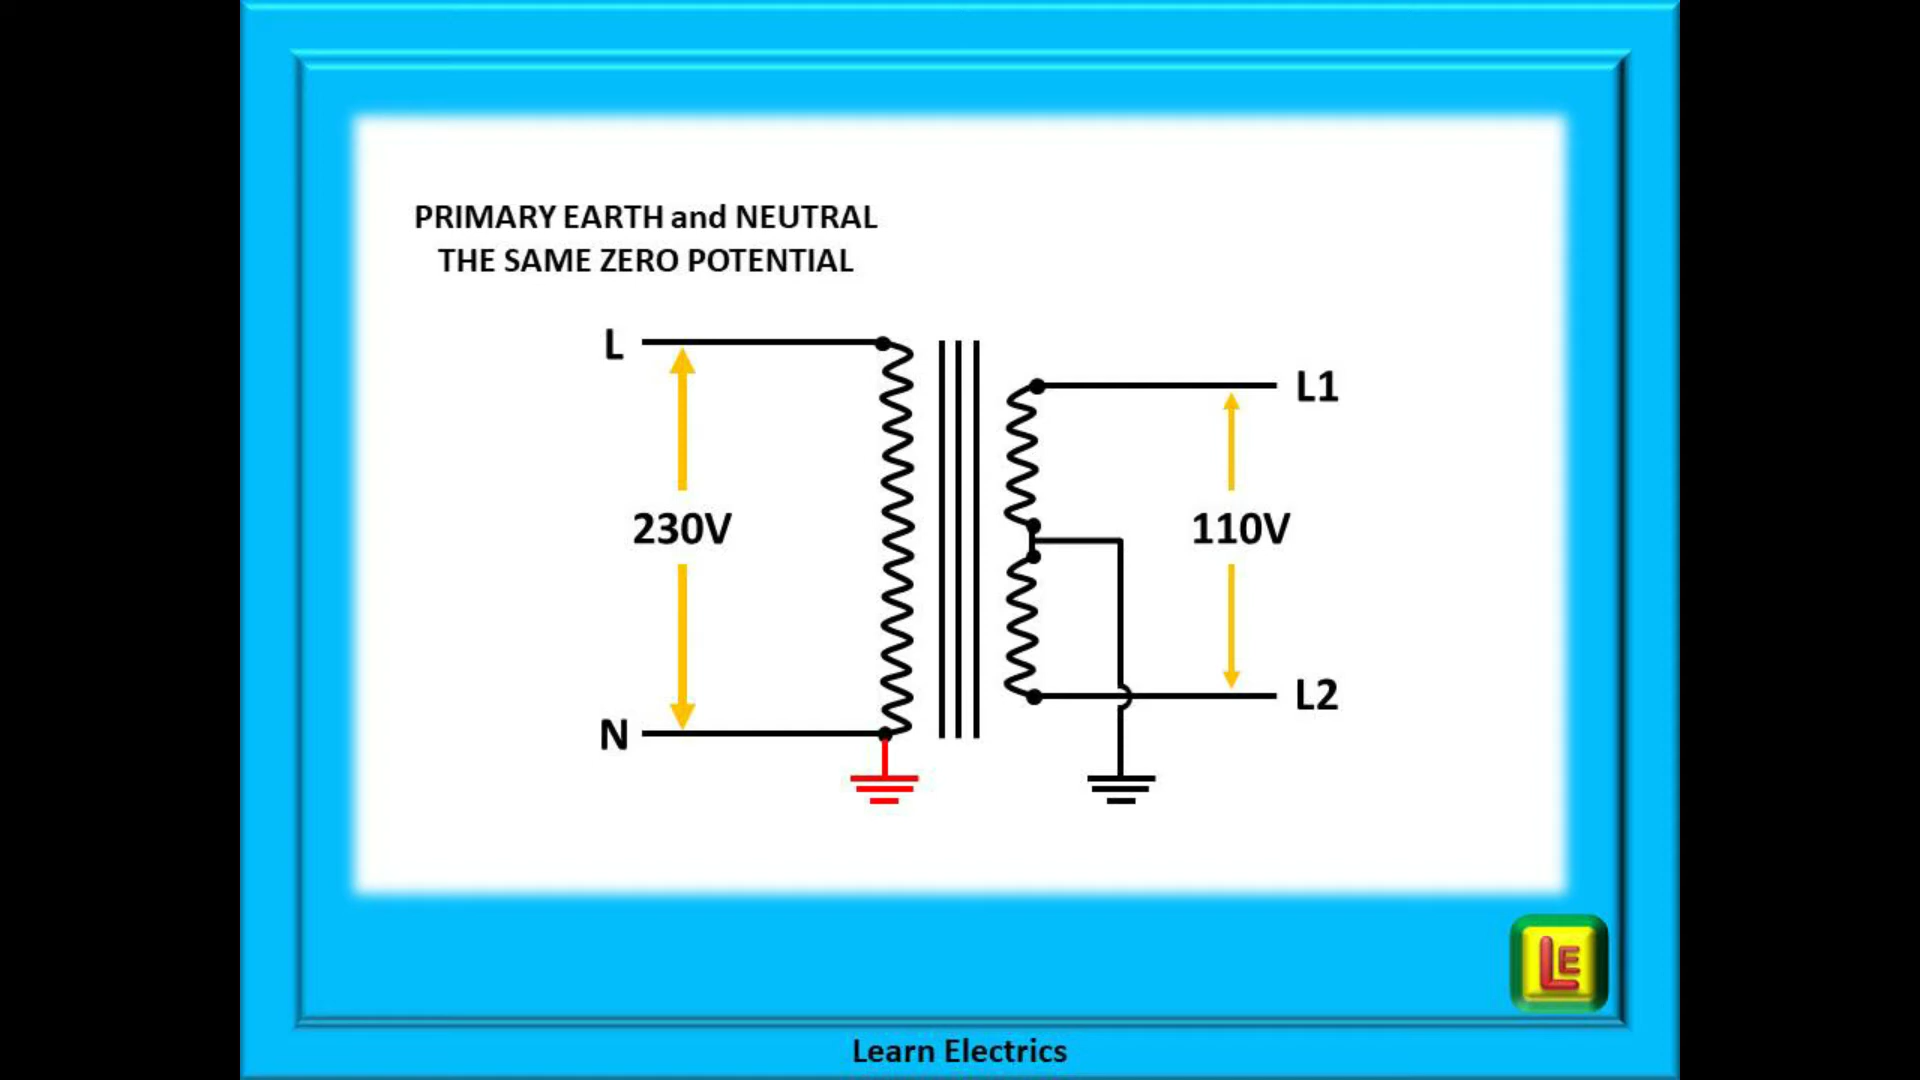 PRIMARY EARTH and NEUTRAL
THE SAME ZERO POTENTIAL
L
L1
230V
110V
L2
N
LE
Learn Electrics